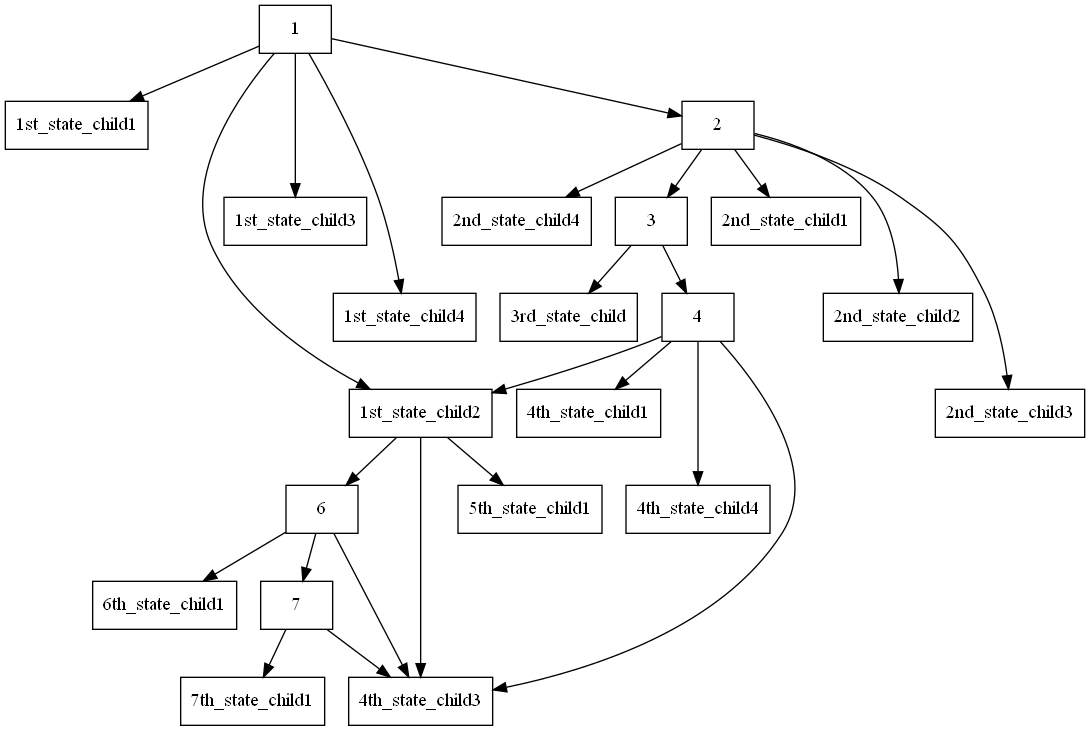 1
1st_state_child1
2
1st_state_child3
2nd_state_child4
3
2nd_state_child1
1st_state_child4
3rd_state_child
4
2nd_state_child2
1st_state_child2
4th_state_child1
2nd_state_child3
6
5th_state_child1
4th_state_child4
6th_state_child1
7
7th_state_child1
4th_state_child3